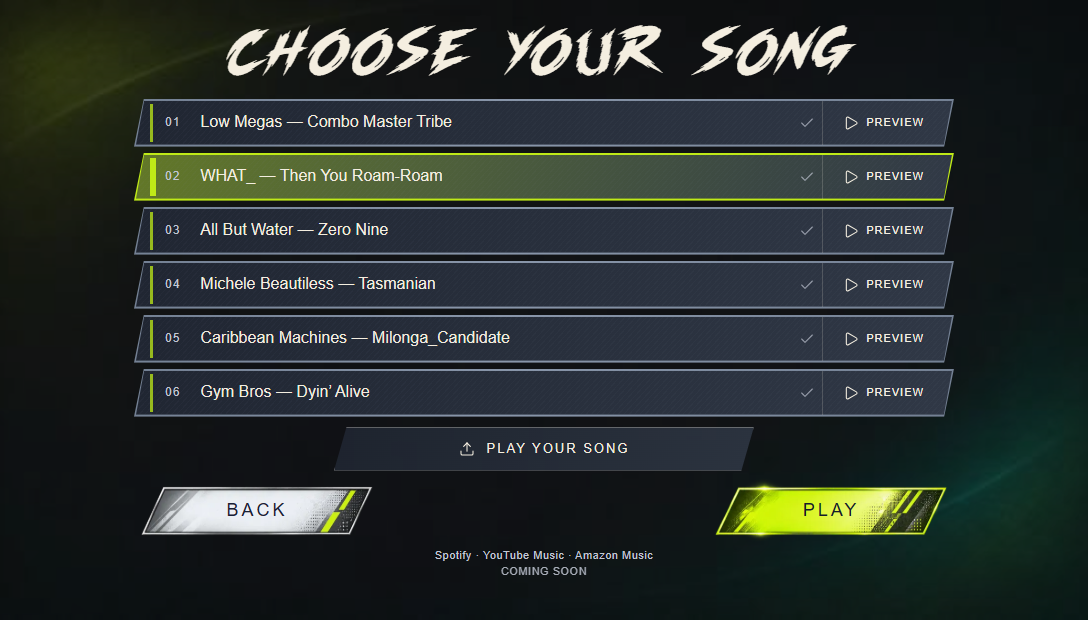 CHOOSE YOUR SONG
01 Low Megas — Combo Master Tribe PREVIEW
02 WHAT_ — Then You Roam-Roam PREVIEW
03 All But Water — Zero Nine PREVIEW
04 Michele Beautiless — Tasmanian PREVIEW
05 Caribbean Machines — Milonga_Candidate PREVIEW
06 Gym Bros — Dyin’ Alive PREVIEW
PLAY YOUR SONG
BACK PLAY
Spotify · YouTube Music · Amazon Music
COMING SOON